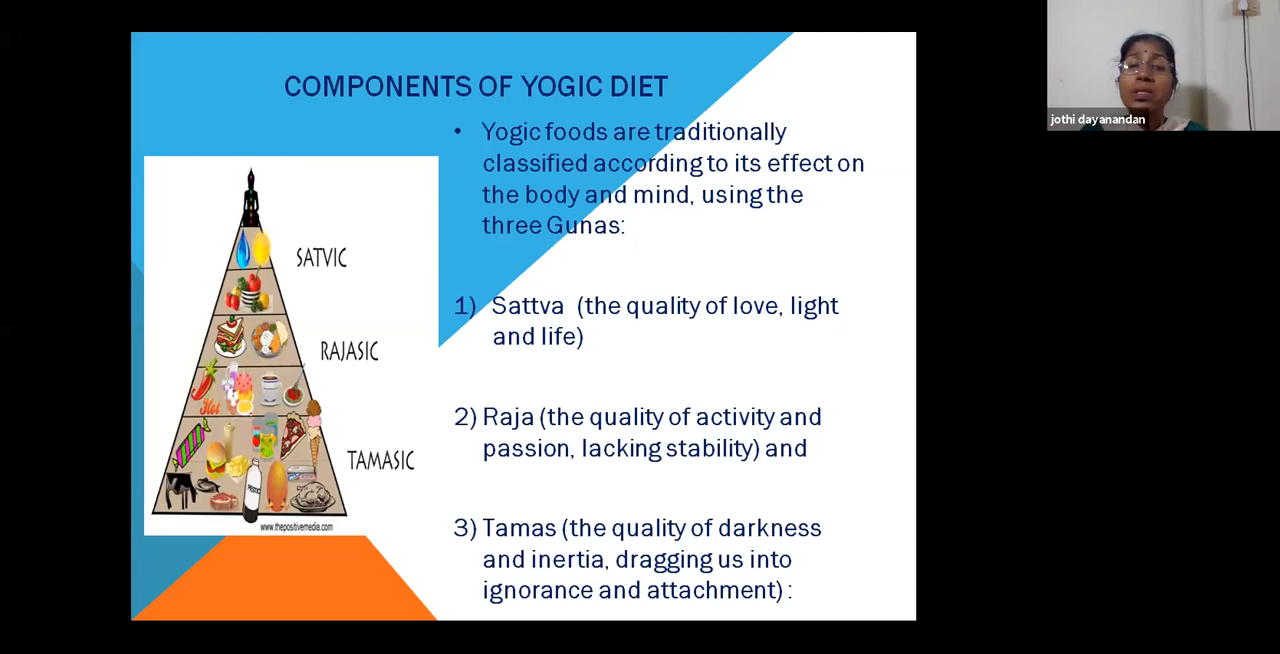 COMPONENTS OF YOGIC DIET
• Yogic foods are traditionally
classified according to its effect on
the body and mind, using the
three Gunas:
1) Sattva (the quality of love, light
and life)
2) Raja (the quality of activity and
passion, lacking stability) and
3) Tamas (the quality of darkness
and inertia, dragging us into
ignorance and attachment) :
SATVIC
RAJASIC
Hot
TAMASIC
www.thepositivemedia.com
jothi dayanandan